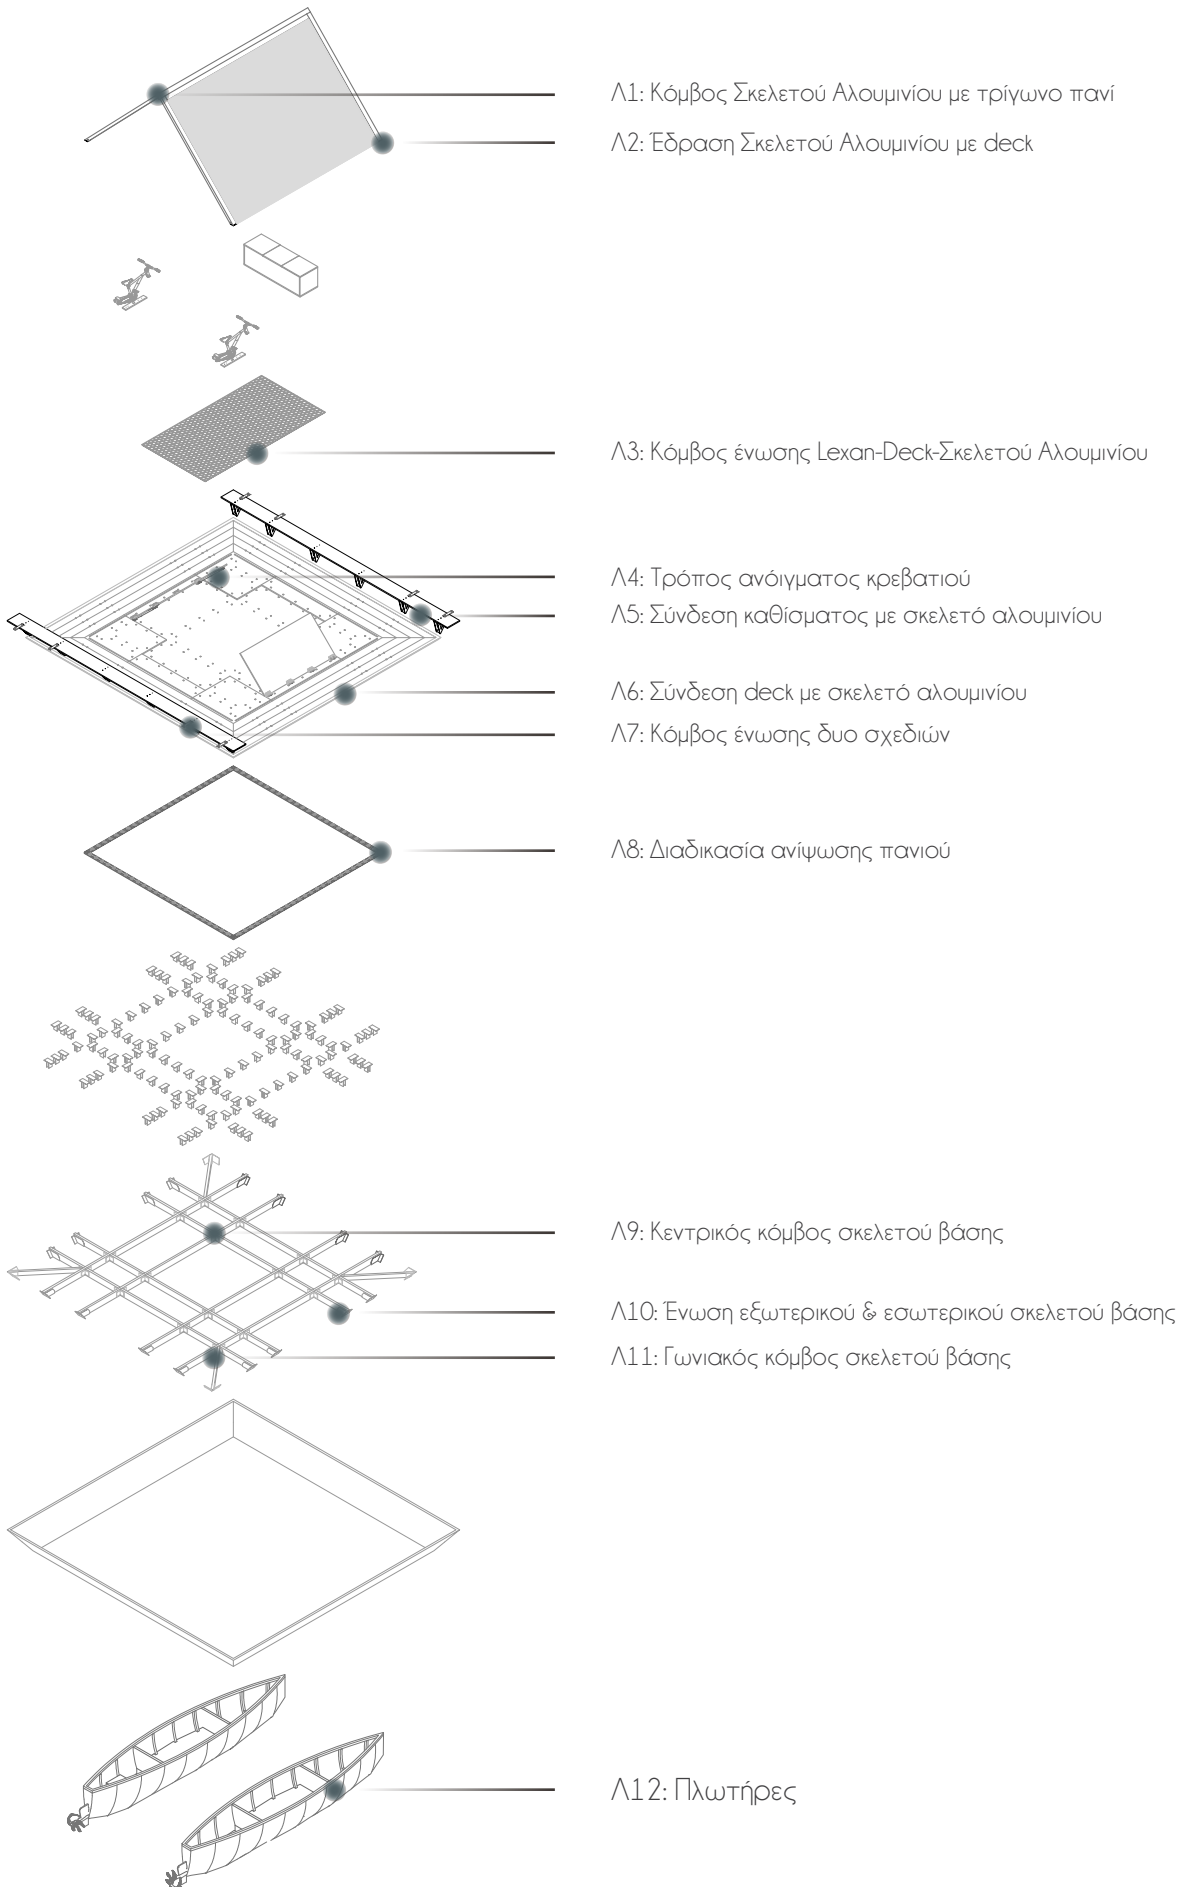 Λ1: Κόμβος Σκελετού Αλουμινίου με τρίγωνο πανί
Λ2: Έδραση Σκελετού Αλουμινίου με deck
Λ3: Κόμβος ένωσης Lexan-Deck-Σκελετού Αλουμινίου
Λ4: Τρόπος ανόιγματος κρεβατιού
Λ5: Σύνδεση καθίσματος με σκελετό αλουμινίου
Λ6: Σύνδεση deck με σκελετό αλουμινίου
Λ7: Κόμβος ένωσης δυο σχεδιών
Λ8: Διαδικασία ανίψωσης πανιού
Λ9: Κεντρικός κόμβος σκελετού βάσης
Λ10: Ένωση εξωτερικού & εσωτερικού σκελετού βάσης
Λ11: Γωνιακός κόμβος σκελετού βάσης
Λ12: Πλωτήρες